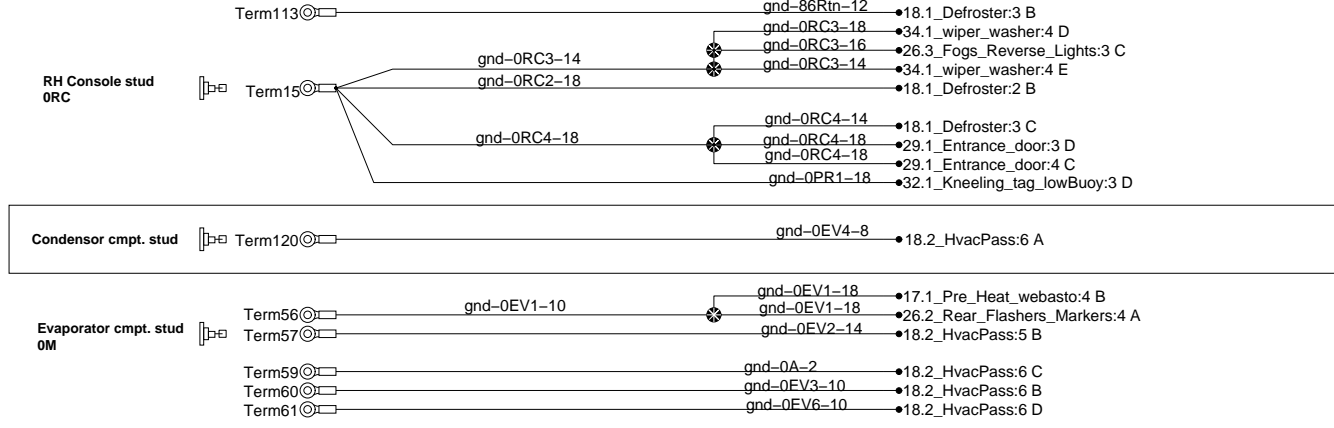 Term113 gnd–86Rtn–12 18.1_Defroster:3 B
gnd–0RC3–18 34.1_wiper_washer:4 D
gnd–0RC3–16 26.3_Fogs_Reverse_Lights:3 C
gnd–0RC3–14 gnd–0RC3–14 34.1_wiper_washer:4 E
RH Console stud
0RC
Term15 gnd–0RC2–18 18.1_Defroster:2 B
gnd–0RC4–14 18.1_Defroster:3 C
gnd–0RC4–18 gnd–0RC4–18 29.1_Entrance_door:3 D
gnd–0RC4–18 29.1_Entrance_door:4 C
gnd–0PR1–18 32.1_Kneeling_tag_lowBuoy:3 D
Condensor cmpt. stud Term120 gnd–0EV4–8 18.2_HvacPass:6 A
gnd–0EV1–18 17.1_Pre_Heat_webasto:4 B
Term56 gnd–0EV1–10 gnd–0EV1–18 26.2_Rear_Flashers_Markers:4 A
Evaporator cmpt. stud
0M
Term57 gnd–0EV2–14 18.2_HvacPass:5 B
Term59 gnd–0A–2 18.2_HvacPass:6 C
Term60 gnd–0EV3–10 18.2_HvacPass:6 B
Term61 gnd–0EV6–10 18.2_HvacPass:6 D